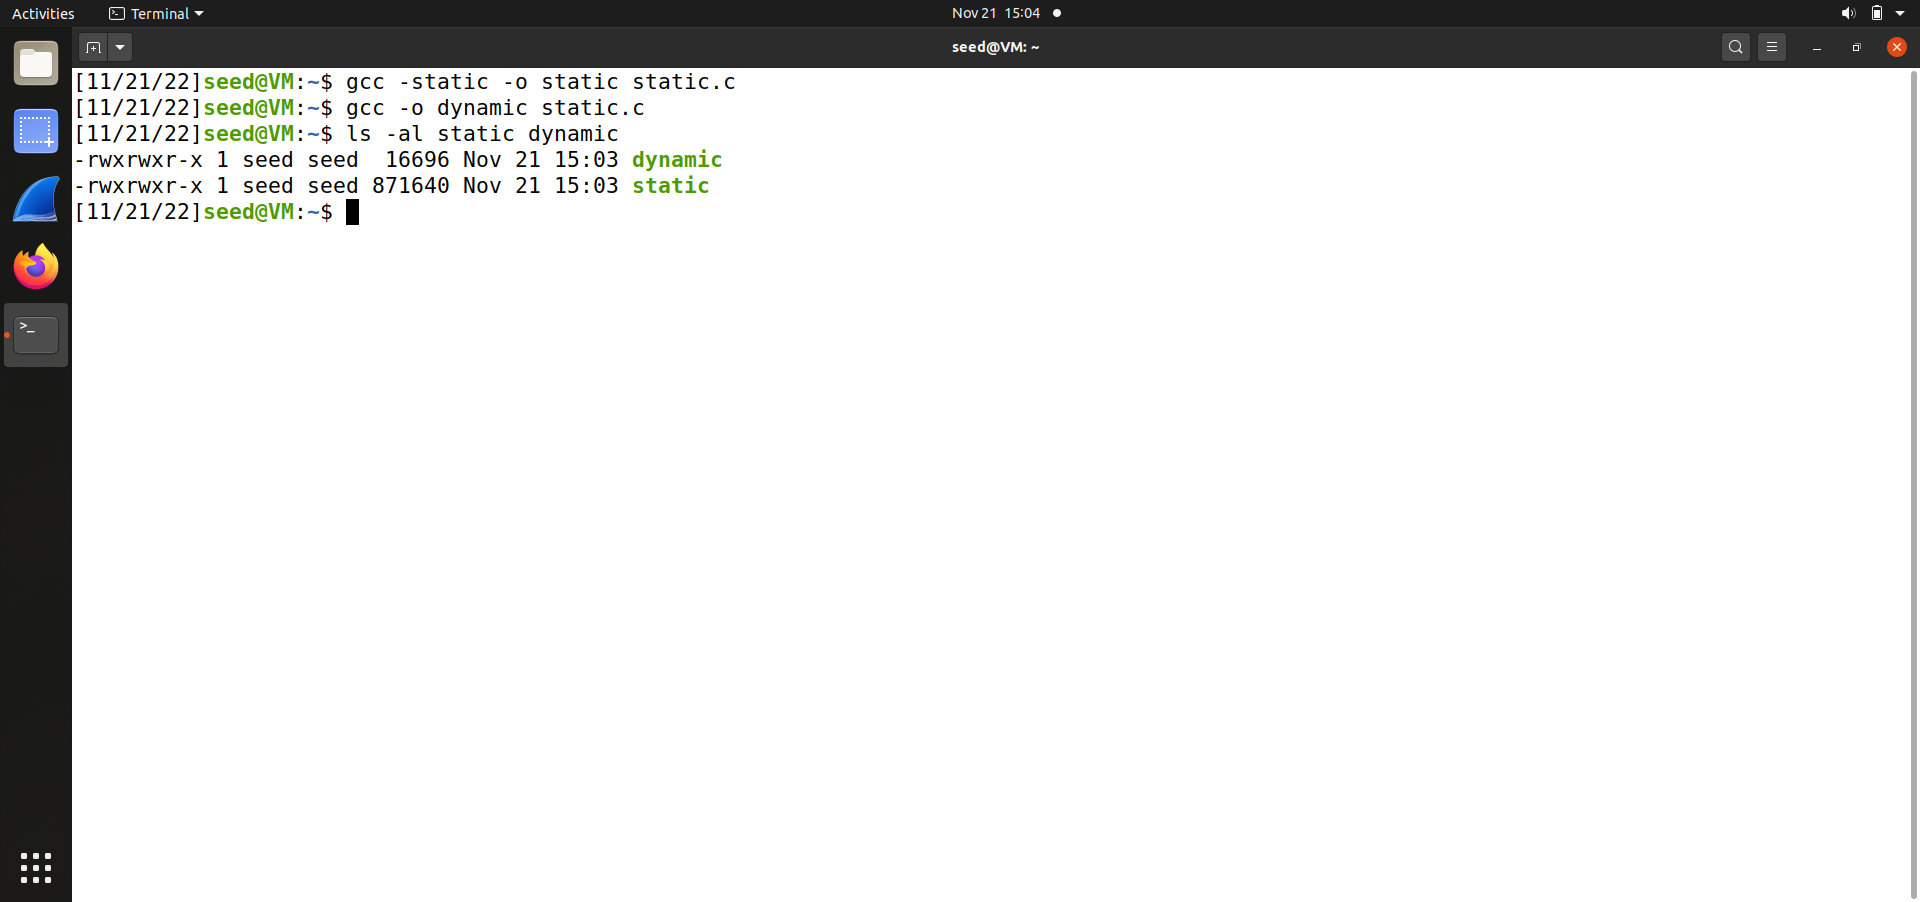 Activities Terminal Nov 21 15:04
seed@VM: ~
[11/21/22]seed@VM:~$ gcc -static -o static static.c
[11/21/22]seed@VM:~$ gcc -o dynamic static.c
[11/21/22]seed@VM:~$ ls -al static dynamic
-rwxrwxr-x 1 seed seed  16696 Nov 21 15:03 dynamic
-rwxrwxr-x 1 seed seed 871640 Nov 21 15:03 static
[11/21/22]seed@VM:~$